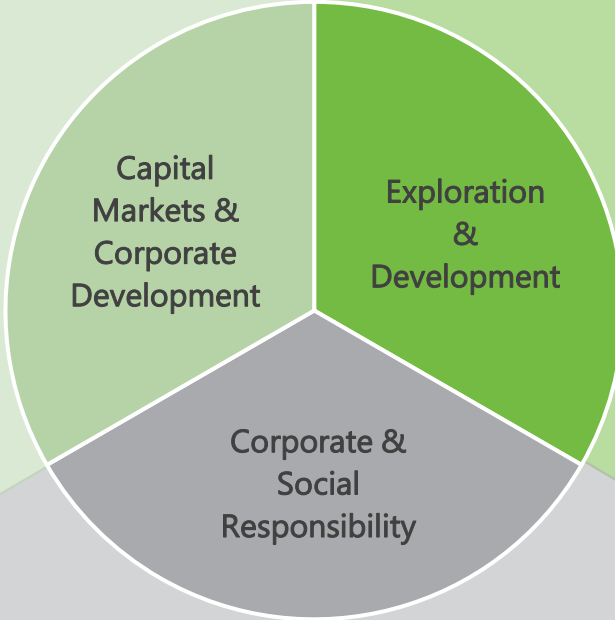 Capital
Markets &
Corporate
Development
Exploration
&
Development
Corporate &
Social
Responsibility